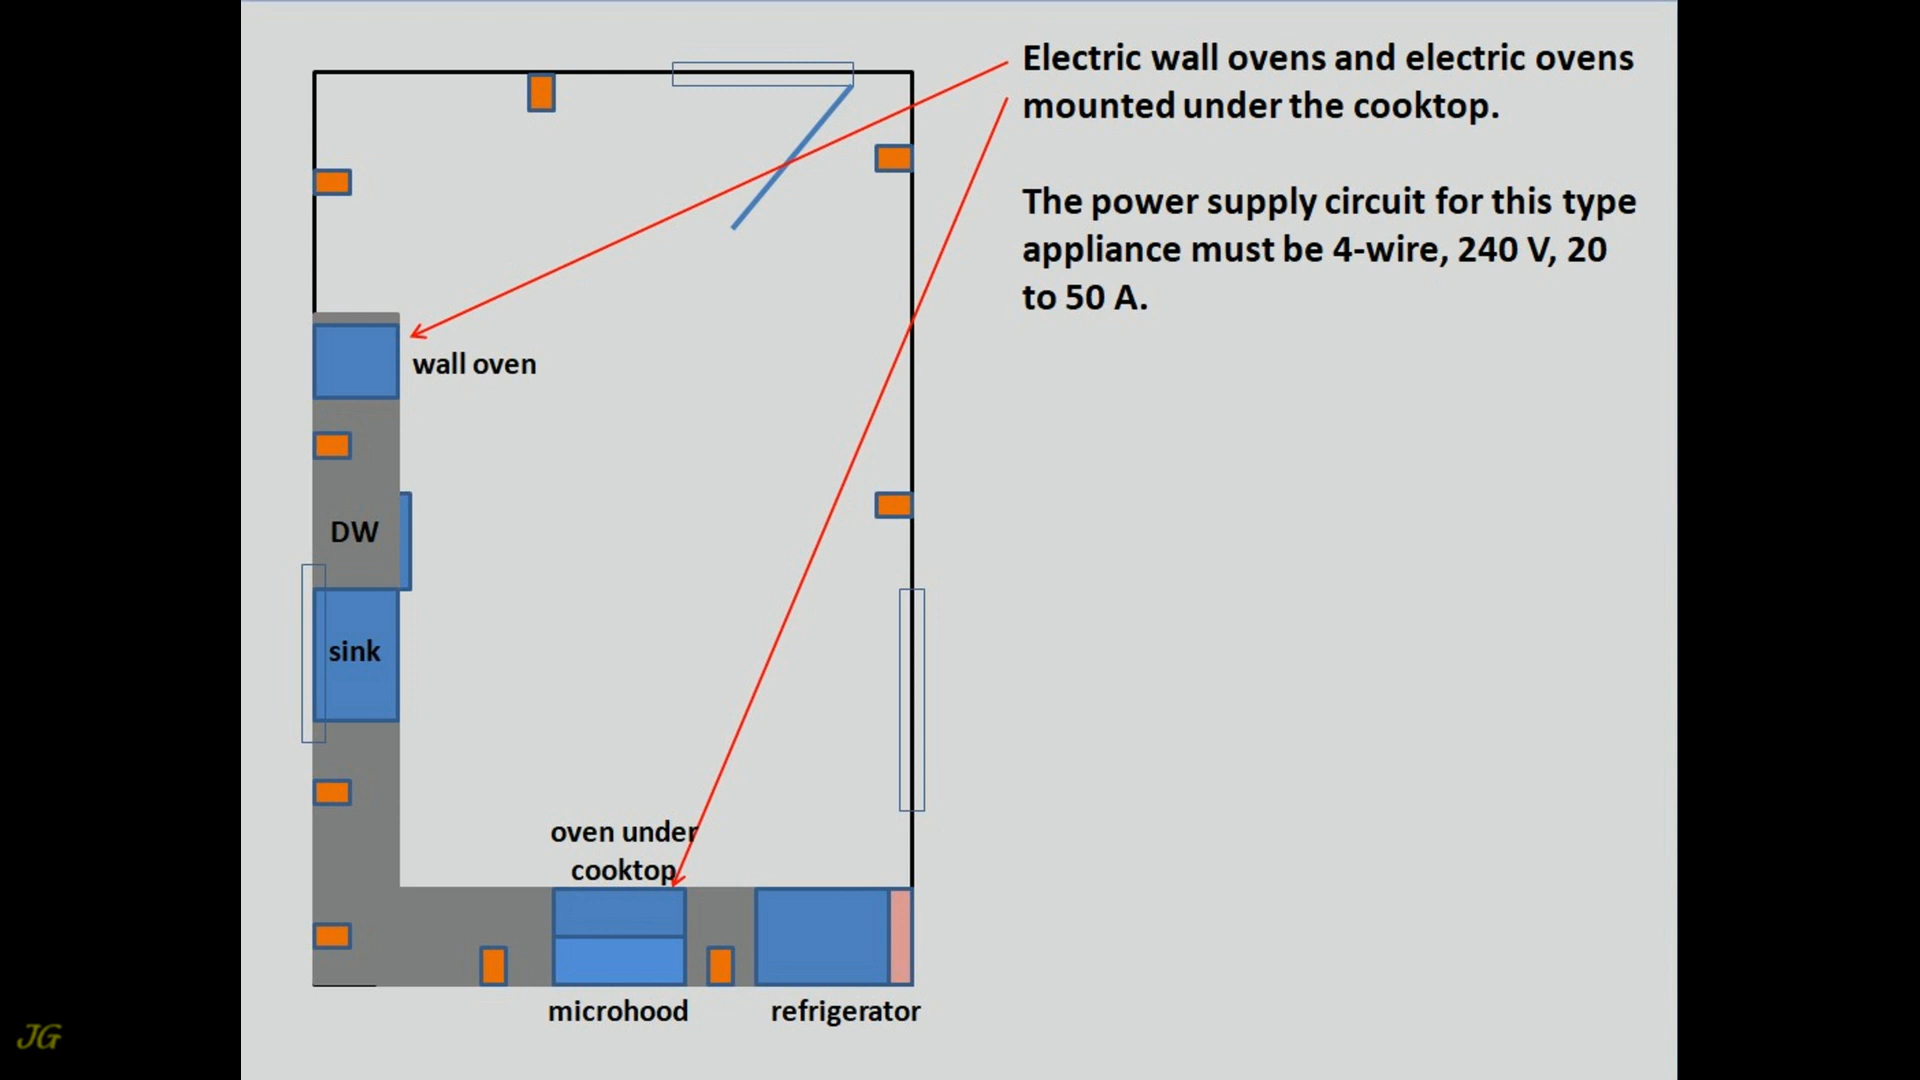 Electric wall ovens and electric ovens
mounted under the cooktop.
The power supply circuit for this type
appliance must be 4-wire, 240 V, 20
to 50 A.
wall oven
DW
sink
oven under
cooktop
microhood
refrigerator
JG